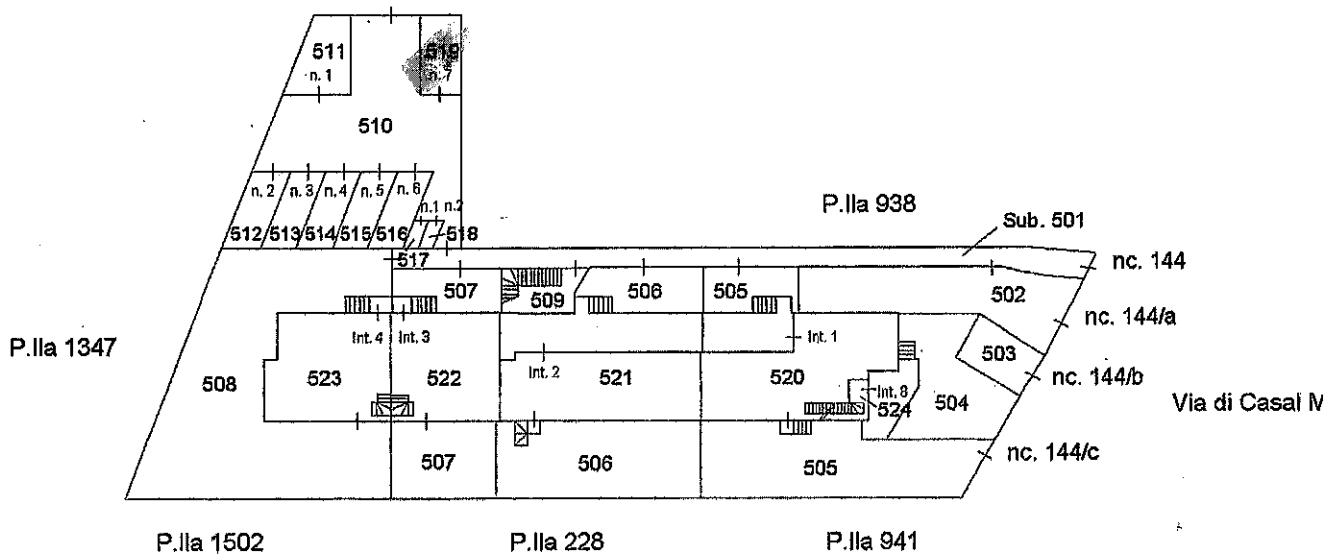 511 519
n. 1 n. 7
510
n. 2 n. 3 n. 4 n. 5 n. 6
n.1 n.2
512 513 514 515 516 518
517
P.lla 938
Sub. 501
nc. 144
507 509 506 505 502
nc. 144/a
Int. 4 Int. 3 Int. 1
P.lla 1347
Int. 2
503
nc. 144/b
508 523 522 521 520
Int. 8
524 504
Via di Casal M
nc. 144/c
507 506 505
P.lla 1502 P.lla 228 P.lla 941